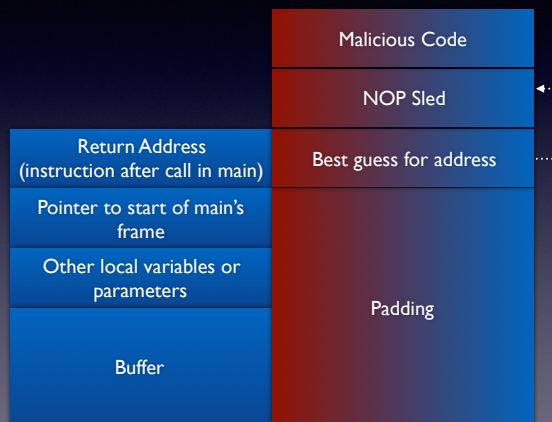 Malicious Code
NOP Sled
Return Address
(instruction after call in main)
Best guess for address
Pointer to start of main's
frame
Other local variables or
parameters
Padding
Buffer